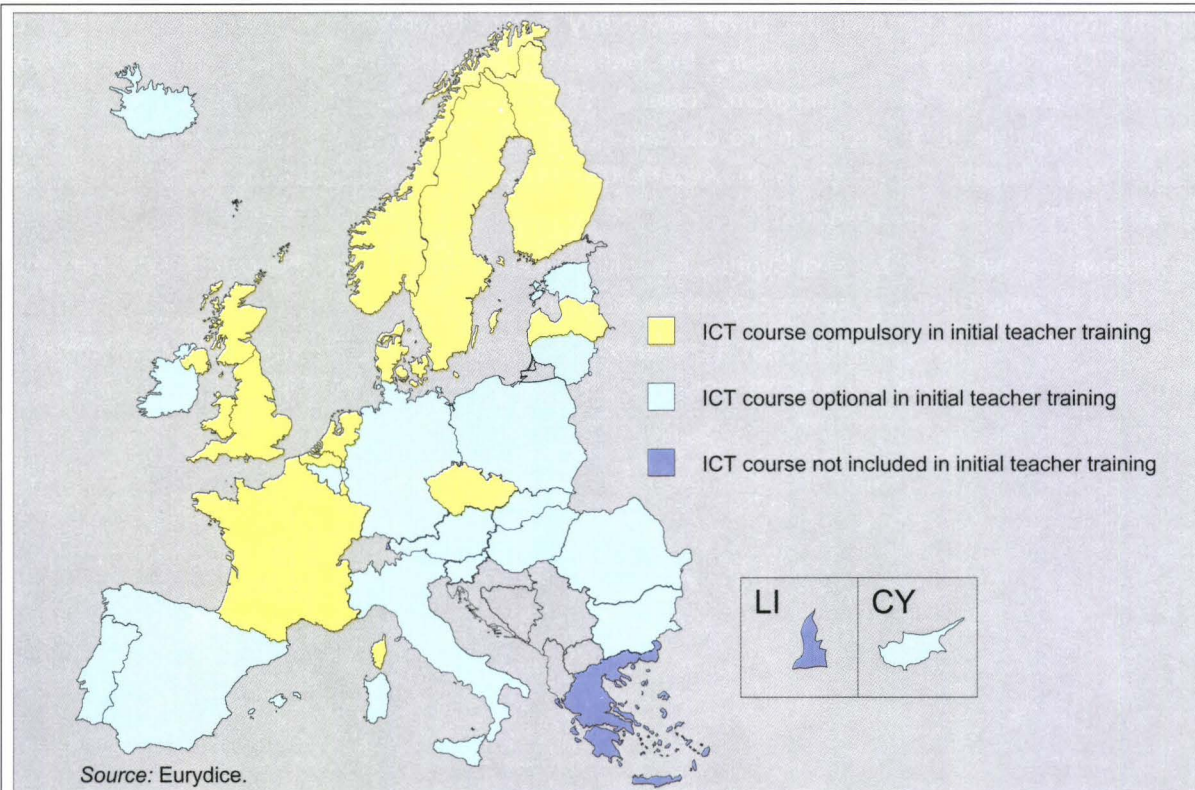 ICT course compulsory in initial teacher training
ICT course optional in initial teacher training
ICT course not included in initial teacher training
LI
CY
Source: Eurydice.